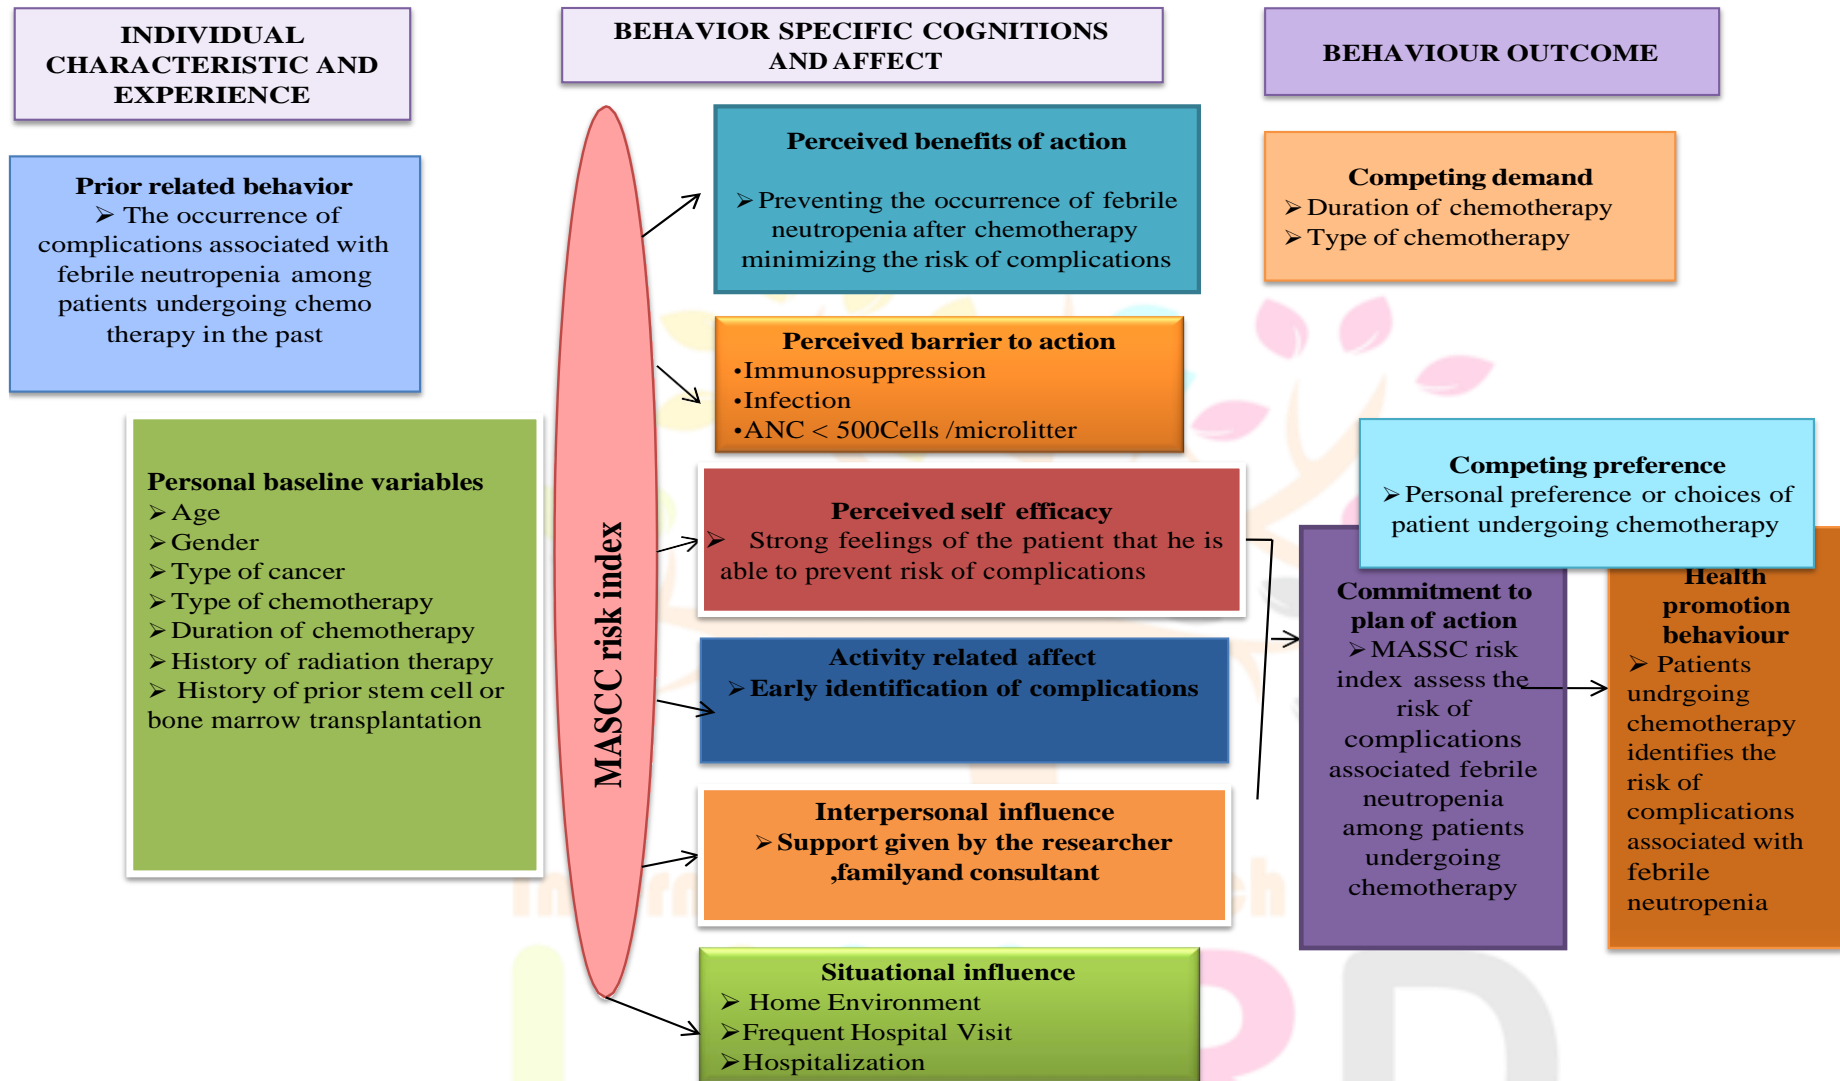 INDIVIDUAL
CHARACTERISTIC AND
EXPERIENCE
BEHAVIOR SPECIFIC COGNITIONS
AND AFFECT
BEHAVIOUR OUTCOME
Prior related behavior
➢ The occurrence of
complications associated with
febrile neutropenia among
patients undergoing chemo
therapy in the past
Personal baseline variables
➢ Age
➢ Gender
➢ Type of cancer
➢ Type of chemotherapy
➢ Duration of chemotherapy
➢ History of radiation therapy
➢ History of prior stem cell or
bone marrow transplantation
MASCC risk index
Perceived benefits of action
➢ Preventing the occurrence of febrile
neutropenia after chemotherapy
minimizing the risk of complications
Perceived barrier to action
•Immunosuppression
•Infection
•ANC < 500Cells /microlitter
Perceived self efficacy
➢ Strong feelings of the patient that he is
able to prevent risk of complications
Activity related affect
➢ Early identification of complications
Interpersonal influence
➢ Support given by the researcher
,familyand consultant
Situational influence
➢ Home Environment
➢ Frequent Hospital Visit
➢ Hospitalization
Competing demand
➢ Duration of chemotherapy
➢ Type of chemotherapy
Competing preference
➢ Personal preference or choices of
patient undergoing chemotherapy
Commitment to
plan of action
➢ MASSC risk
index assess the
risk of
complications
associated febrile
neutropenia
among patients
undergoing
chemotherapy
Health
promotion
behaviour
➢ Patients
undrgoing
chemotherapy
identifies the
risk of
complications
associated with
febrile
neutropenia